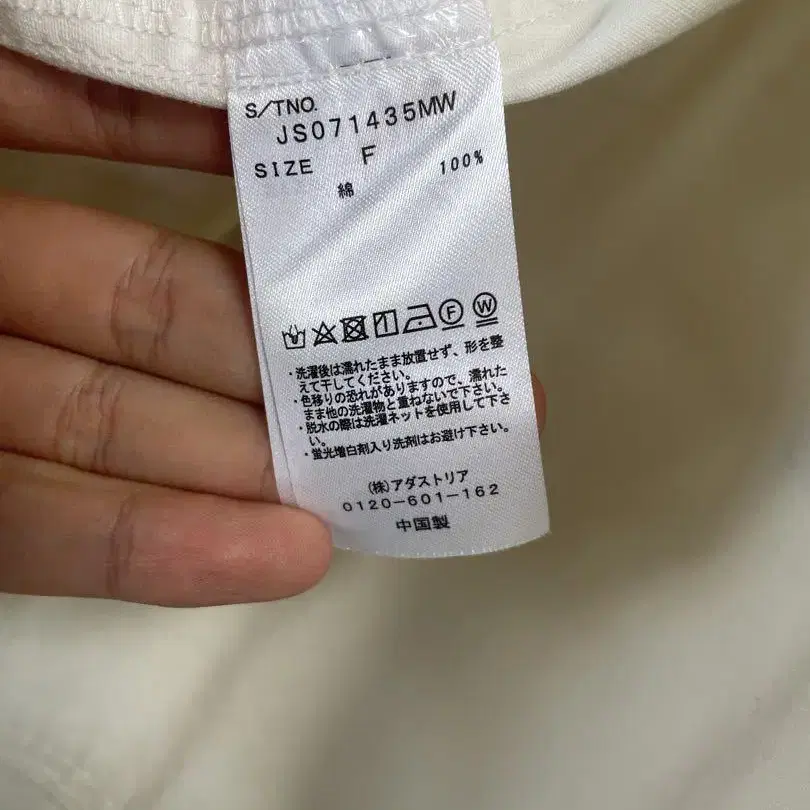 S/TNO.
JS071435MW
SIZE F
綿 100%
・洗濯後は濡れたまま放置せず、形を整
えて干してください。
・色移りの恐れがありますので、濡れた
まま他の洗濯物と重ねないで下さい。
・脱水の際は洗濯ネットを使用して下さ
い。
・蛍光増白剤入り洗剤はお避け下さい。
(株)アダストリア
0120-601-162
中国製